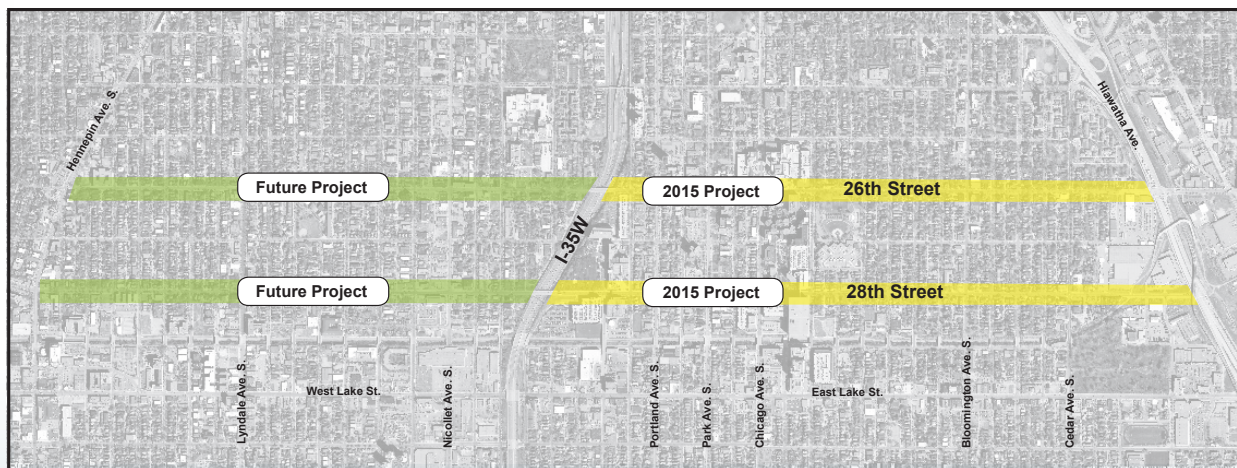 Hennepin Ave. S.
Hiawatha Ave.
Future Project
2015 Project
26th Street
I-35W
Future Project
2015 Project
28th Street
Lyndale Ave. S.
West Lake St.
Nicollet Ave. S.
Portland Ave. S.
Park Ave. S.
Chicago Ave. S.
East Lake St.
Bloomington Ave. S.
Cedar Ave. S.